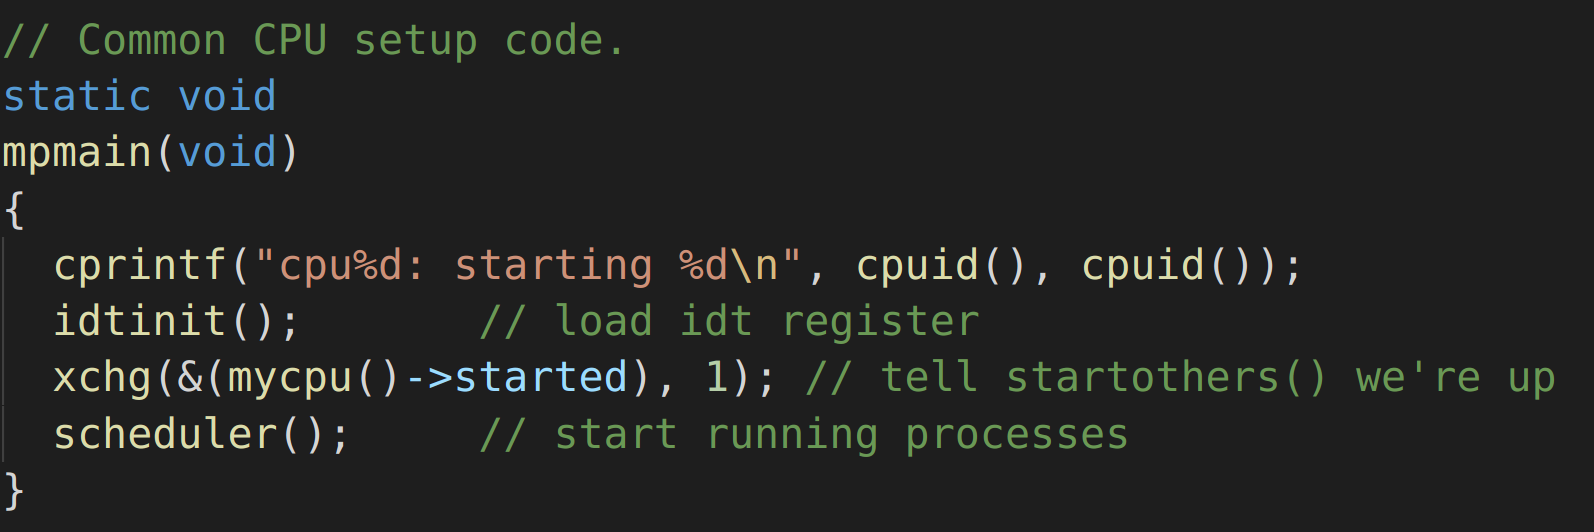 // Common CPU setup code.
static void
mpmain(void)
{
  cprintf("cpu%d: starting %d\n", cpuid(), cpuid());
  idtinit();       // load idt register
  xchg(&(mycpu()->started), 1); // tell startothers() we're up
  scheduler();     // start running processes
}